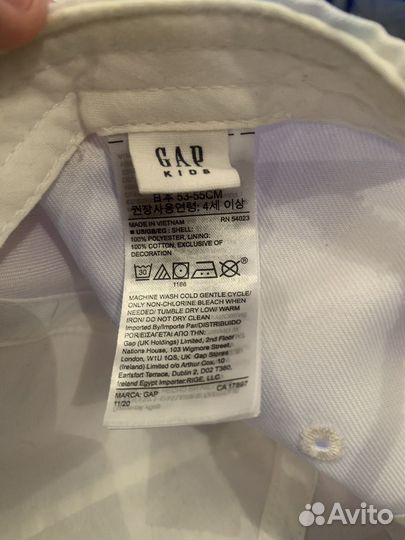 GAP
KIDS
日本 53-55CM
권장사용연령: 4세 이상
MADE IN VIETNAM RN 54023
■ US/GB/EG : SHELL:
100% POLYESTER, LINING:
100% COTTON, EXCLUSIVE OF
DECORATION
30
1166
MACHINE WASH COLD GENTLE CYCLE/
ONLY NON-CHLORINE BLEACH WHEN
NEEDED/ TUMBLE DRY LOW/ WARM
IRON/ DO NOT DRY CLEAN
Imported By/Importado Par/DISTRIBUIDO
POR/ΕΙΣΑΓΕΤΑΙ ΑΠΟ:
Gap (UK Holdings) Limited, 2nd Floor
Nations House, 103 Wigmore Street,
London, W1U 1QS, UK Gap Stores
(Ireland) Limited c/o Arthur Cox, 10
Earlsfort Terrace, Dublin 2, D02 T380,
Ireland Egypt Importer: RIGE, LLC.
MARCA: GAP CA 17897
11/20
Avito